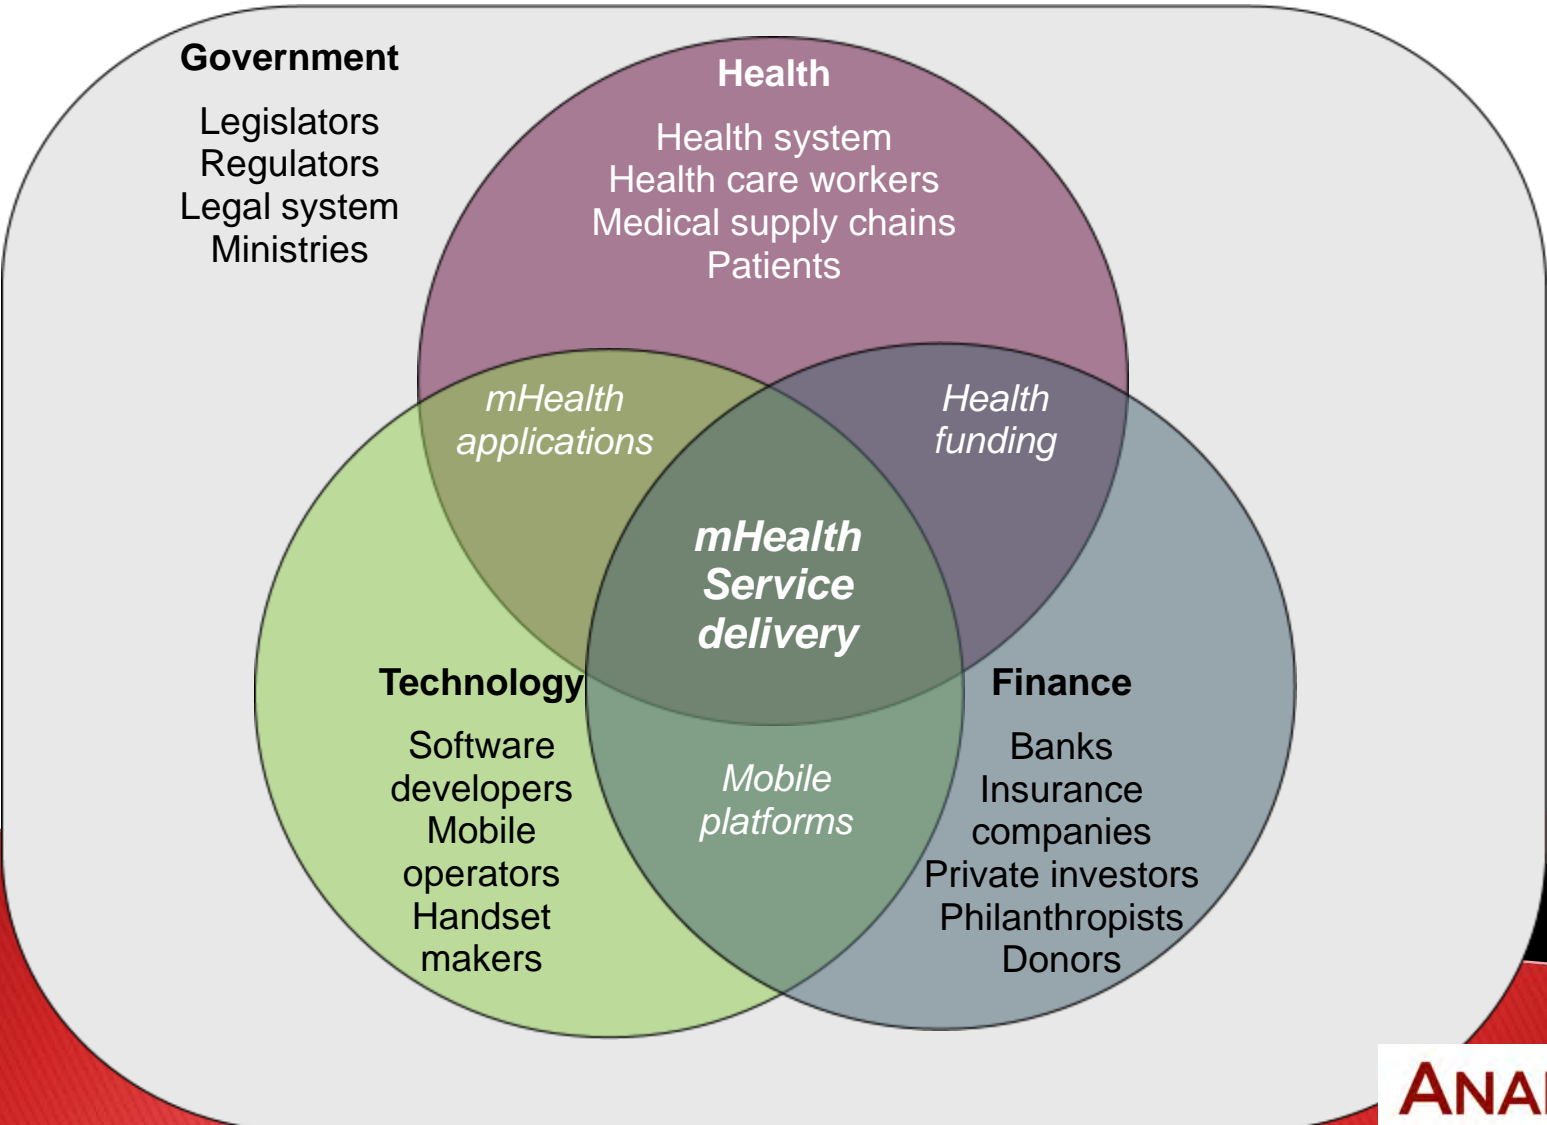 Government
Legislators
Regulators
Legal system
Ministries
Health
Health system
Health care workers
Medical supply chains
Patients
mHealth
applications
Health
funding
mHealth
Service
delivery
Technology
Software
developers
Mobile
operators
Handset
makers
Mobile
platforms
Finance
Banks
Insurance
companies
Private investors
Philanthropists
Donors